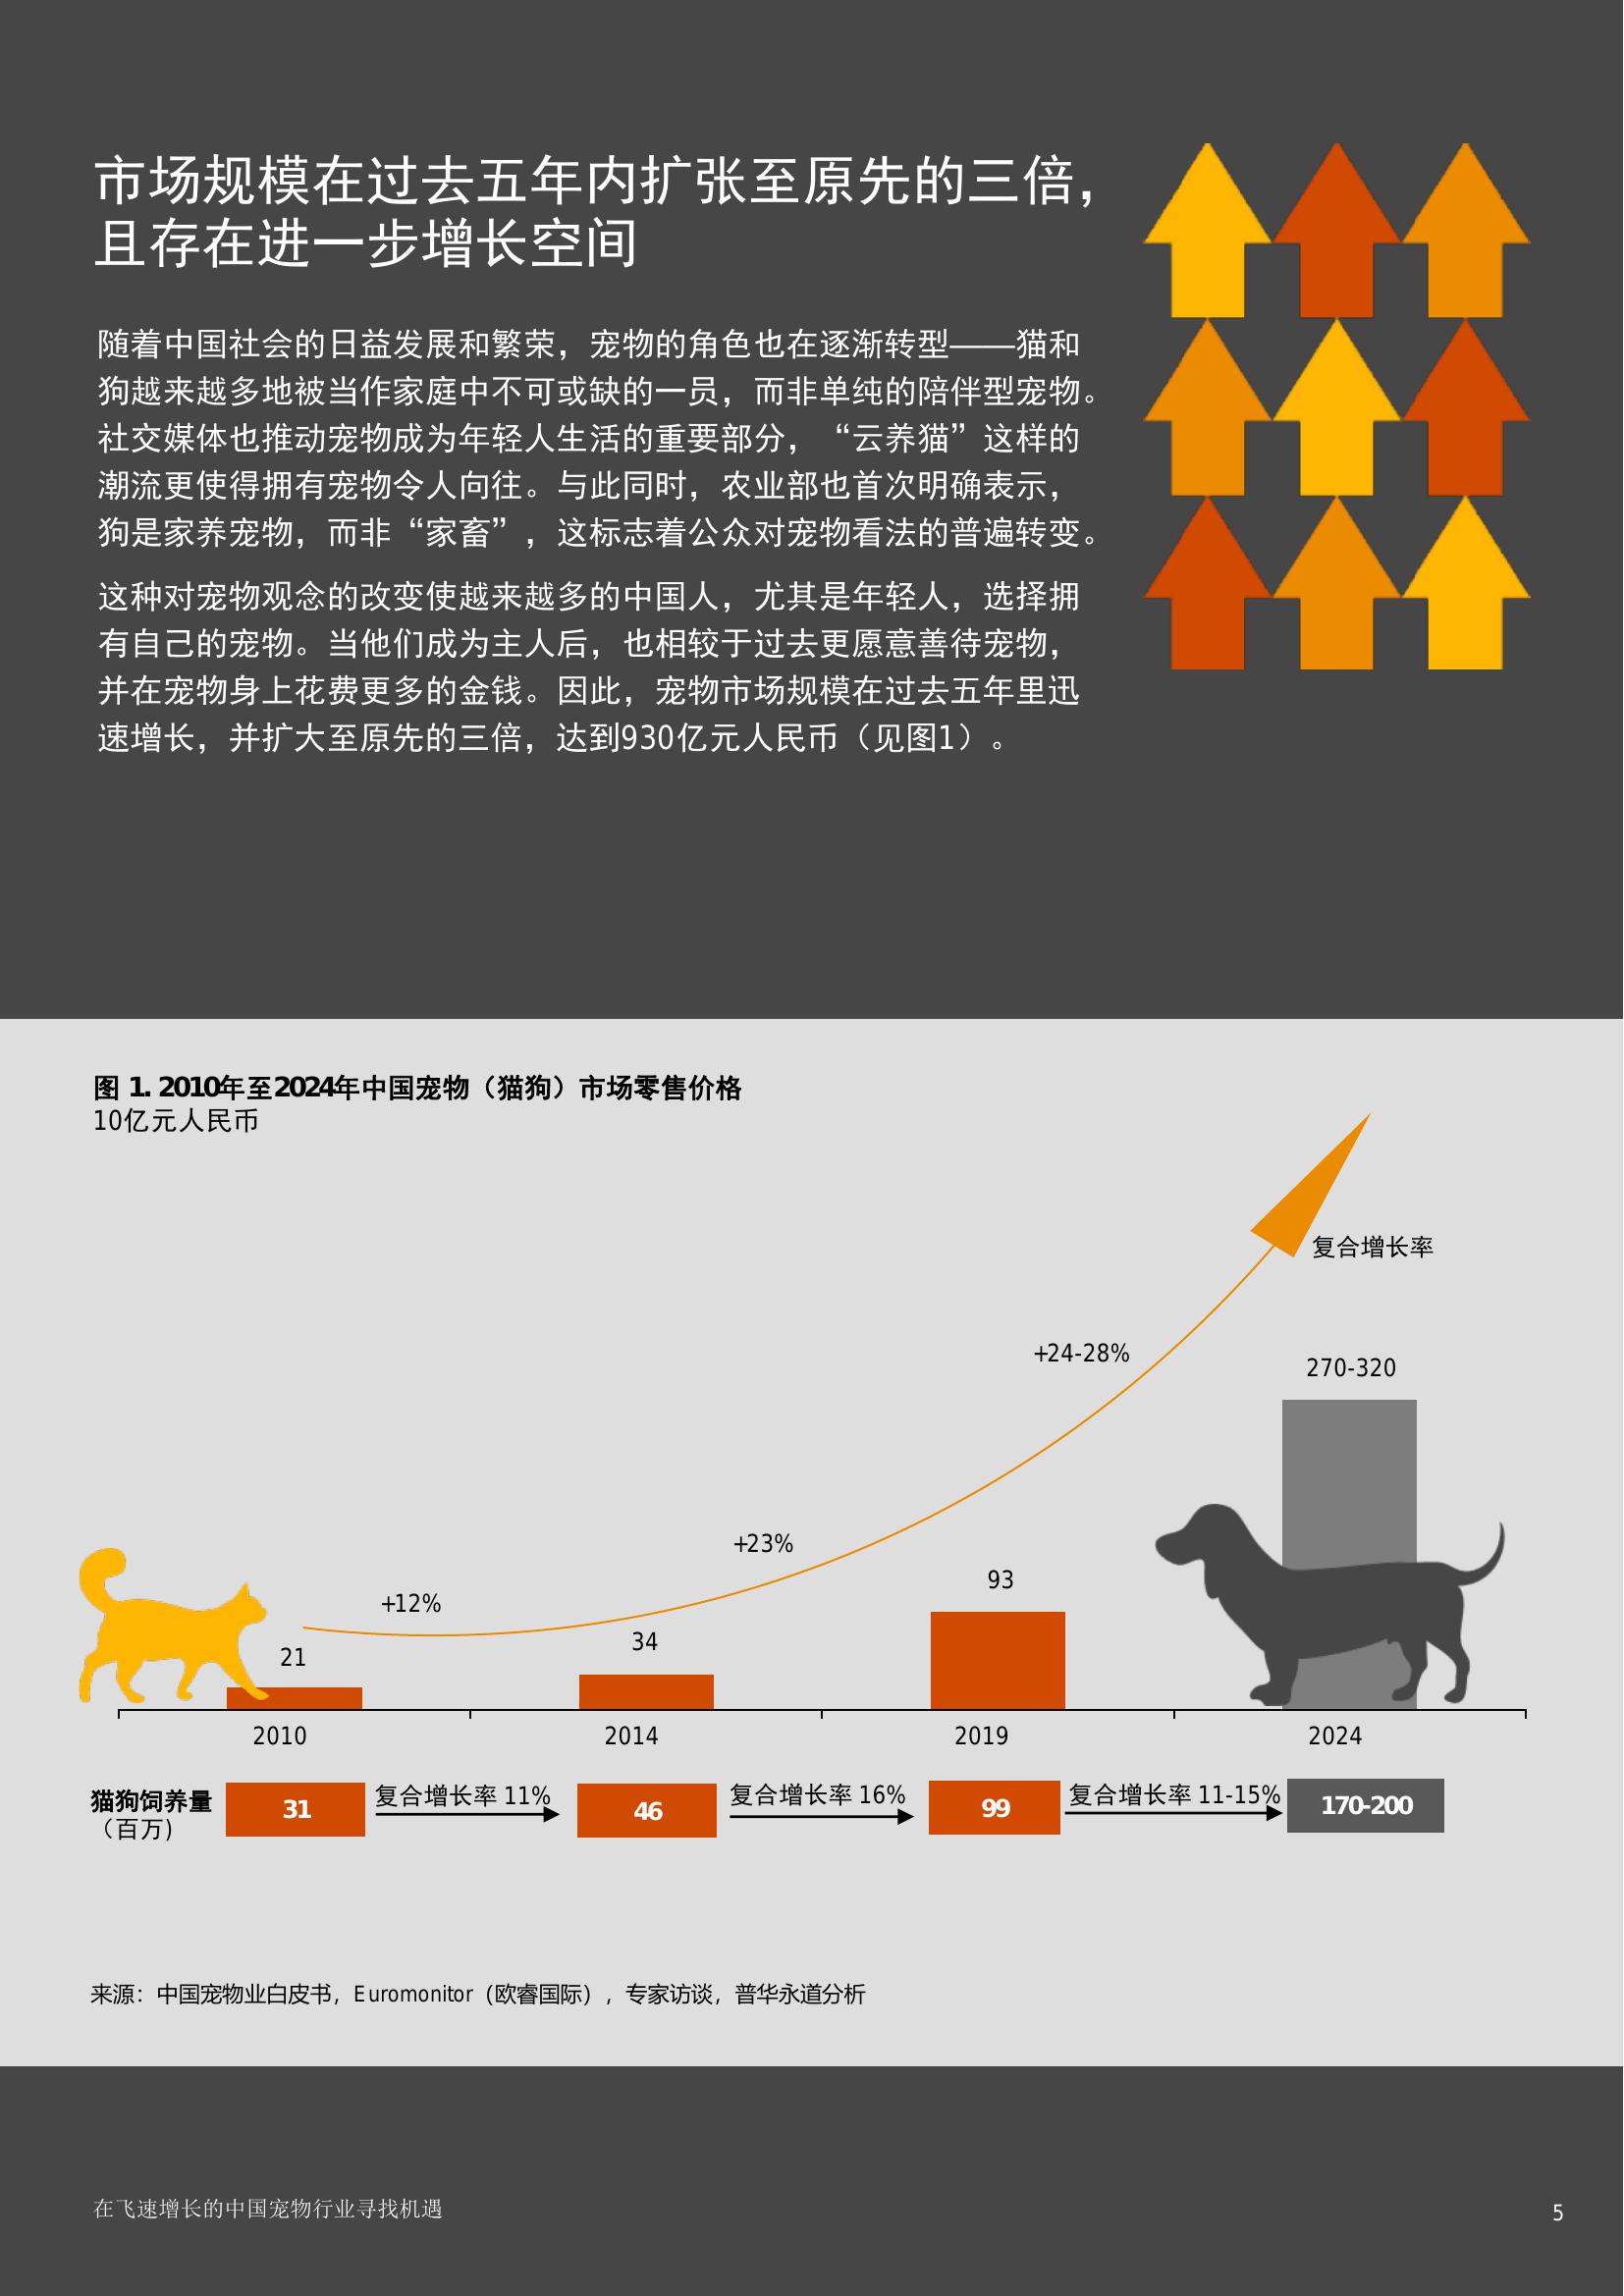 市场规模在过去五年内扩张至原先的三倍，
且存在进一步增长空间
随着中国社会的日益发展和繁荣，宠物的角色也在逐渐转型——猫和
狗越来越多地被当作家庭中不可或缺的一员，而非单纯的陪伴型宠物。
社交媒体也推动宠物成为年轻人生活的重要部分，“云养猫”这样的
潮流更使得拥有宠物令人向往。与此同时，农业部也首次明确表示，
狗是家养宠物，而非“家畜”，这标志着公众对宠物看法的普遍转变。
这种对宠物观念的改变使越来越多的中国人，尤其是年轻人，选择拥
有自己的宠物。当他们成为主人后，也相较于过去更愿意善待宠物，
并在宠物身上花费更多的金钱。因此，宠物市场规模在过去五年里迅
速增长，并扩大至原先的三倍，达到930亿元人民币（见图1）。
图 1. 2010年至2024年中国宠物（猫狗）市场零售价格
10亿元人民币
复合增长率
+24-28%
270-320
+23%
93
+12%
34
21
2010
2014
2019
2024
猫狗饲养量
（百万）
31
复合增长率 11%
46
复合增长率 16%
99
复合增长率 11-15%
170-200
来源：中国宠物业白皮书，Euromonitor（欧睿国际），专家访谈，普华永道分析
在飞速增长的中国宠物行业寻找机遇
5